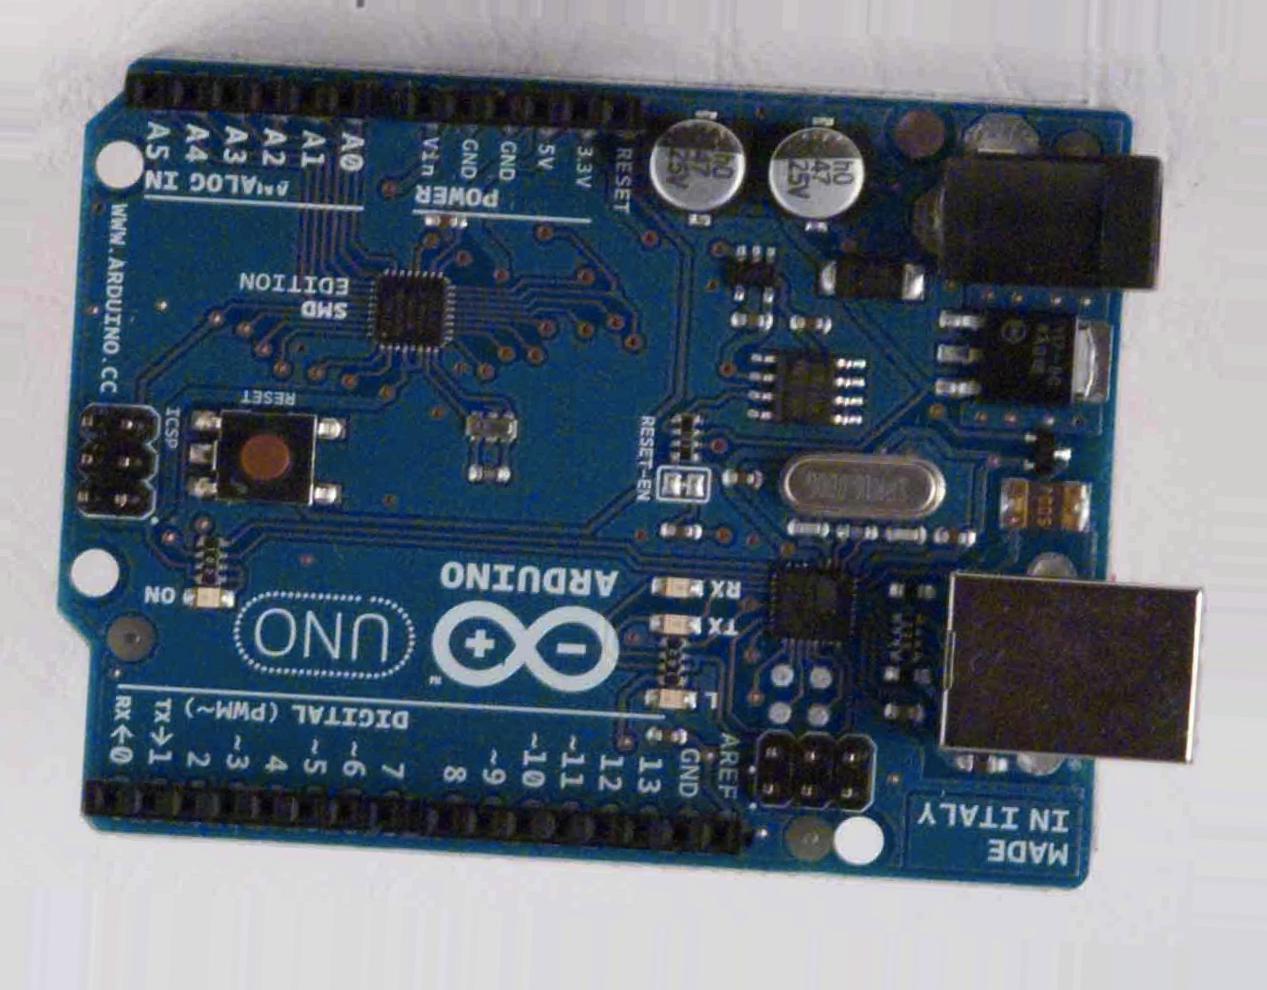 A5
A4
A3
A2
A1
A0
ANALOG IN
Vin
GND
GND
5V
3.3V
RESET
POWER
h0
47
25V
h0
47
25V
WWW.ARDUINO.CC
SMD
EDITION
RESET
ICSP
RESET-EN
ON
UNO
ARDUINO
RX
TX
L
DIGITAL (PWM~)
RX←0
TX→1
2
~3
4
~5
~6
7
8
~9
~10
~11
12
13
GND
AREF
MADE
IN ITALY